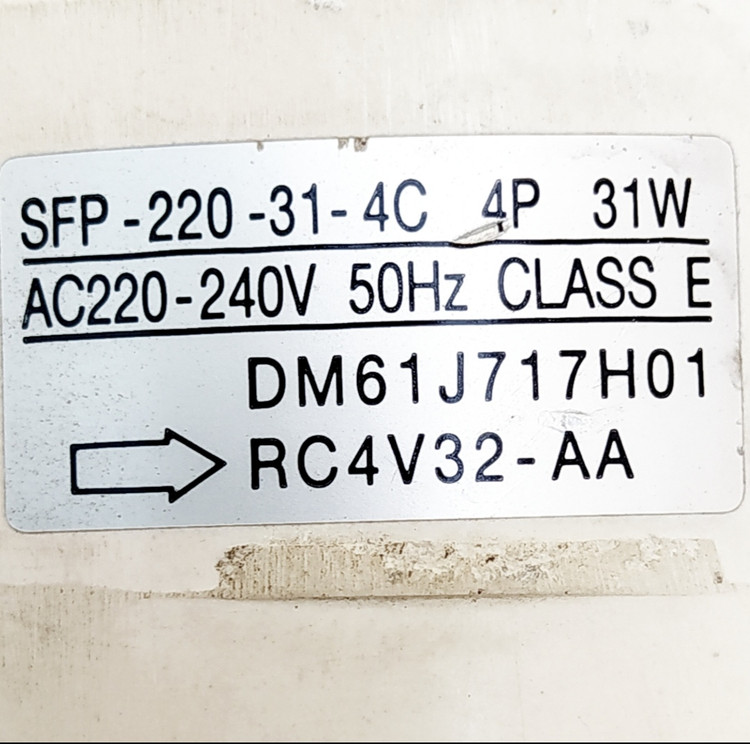 SFP-220-31-4C 4P 31W
AC220-240V 50Hz CLASS E
DM61J717H01
RC4V32-AA